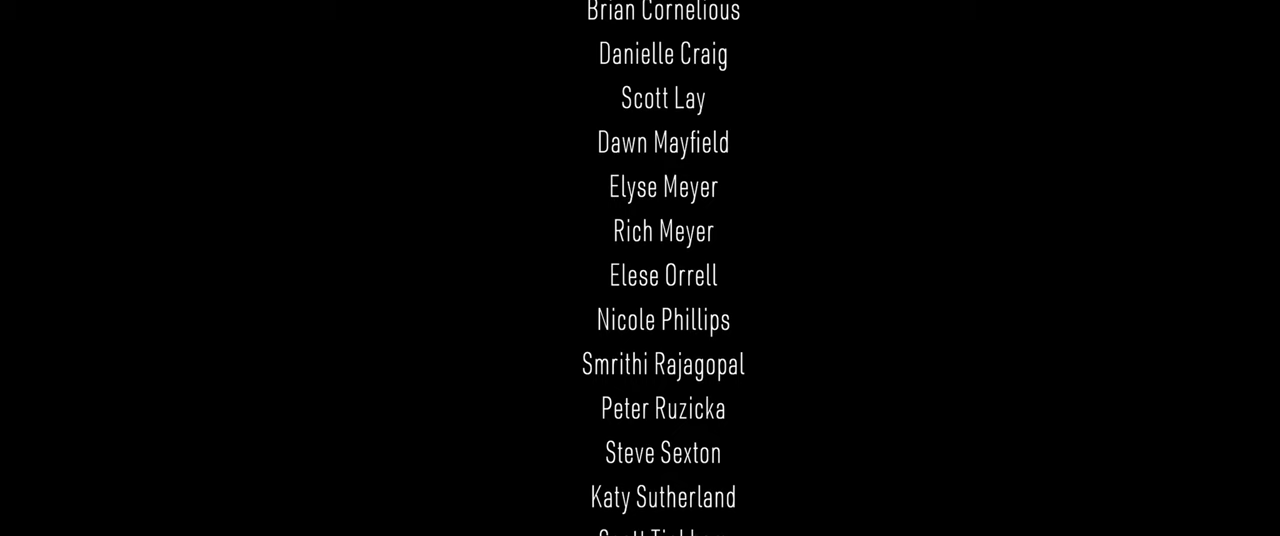 Brian Cornelious
Danielle Craig
Scott Lay
Dawn Mayfield
Elyse Meyer
Rich Meyer
Elese Orrell
Nicole Phillips
Smrithi Rajagopal
Peter Ruzicka
Steve Sexton
Katy Sutherland
Scott